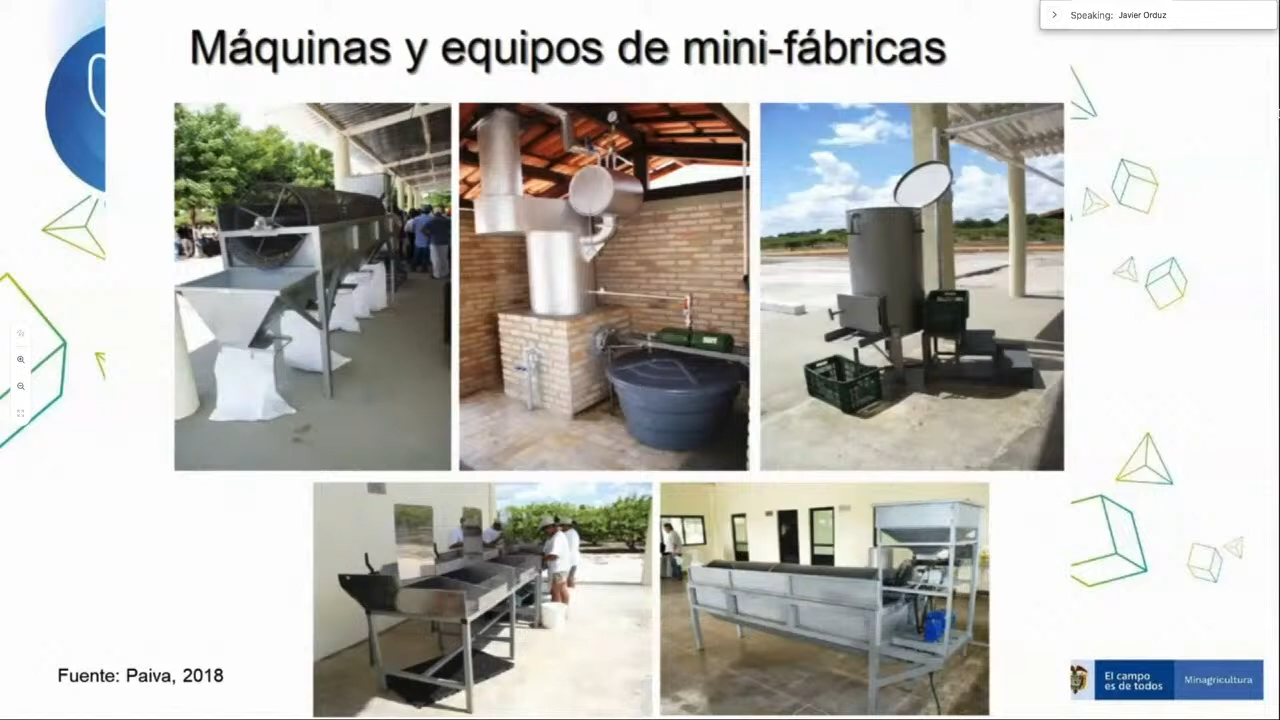 Speaking: Javier Orduz
Máquinas y equipos de mini-fábricas
Fuente: Paiva, 2018
El campo
es de todos
Minagricultura